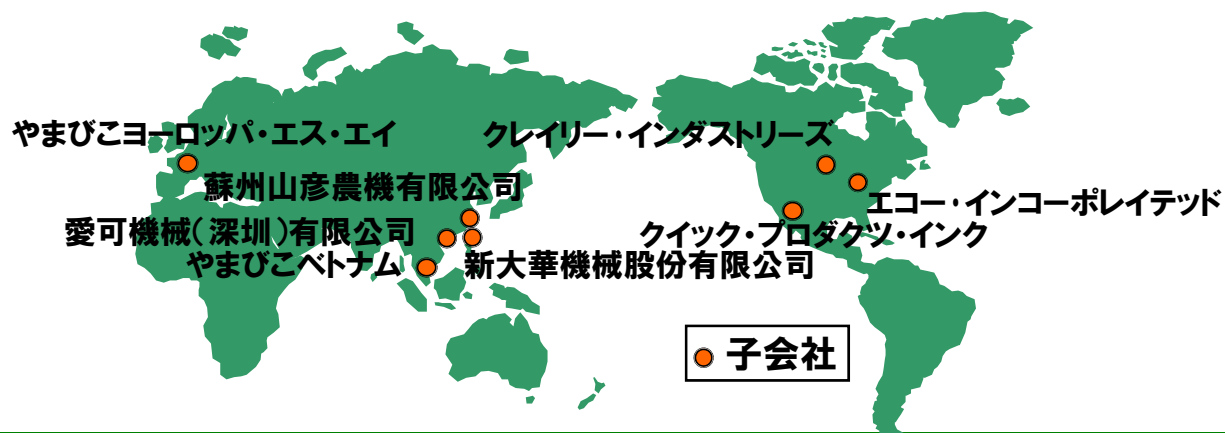 やまびこヨーロッパ・エス・エイ
クレイリー・インダストリーズ
蘇州山彦農機有限公司
エコー・インコーポレイテッド
愛可機械(深圳)有限公司
クイック・プロダクツ・インク
やまびこベトナム
新大華機械股份有限公司
子会社